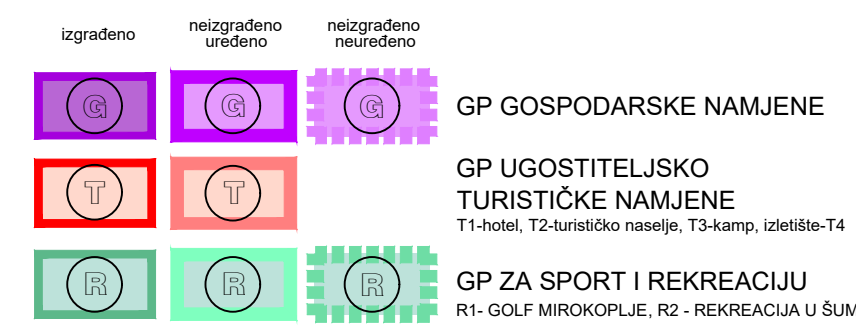 izgrađeno
neizgrađeno
uređeno
neizgrađeno
neuređeno
G G G GP GOSPODARSKE NAMJENE
T T GP UGOSTITELJSKO
TURISTIČKE NAMJENE
T1-hotel, T2-turističko naselje, T3-kamp, izletište-T4
R R R GP ZA SPORT I REKREACIJU
R1- GOLF MIROKOPLJE, R2 - REKREACIJA U ŠUM